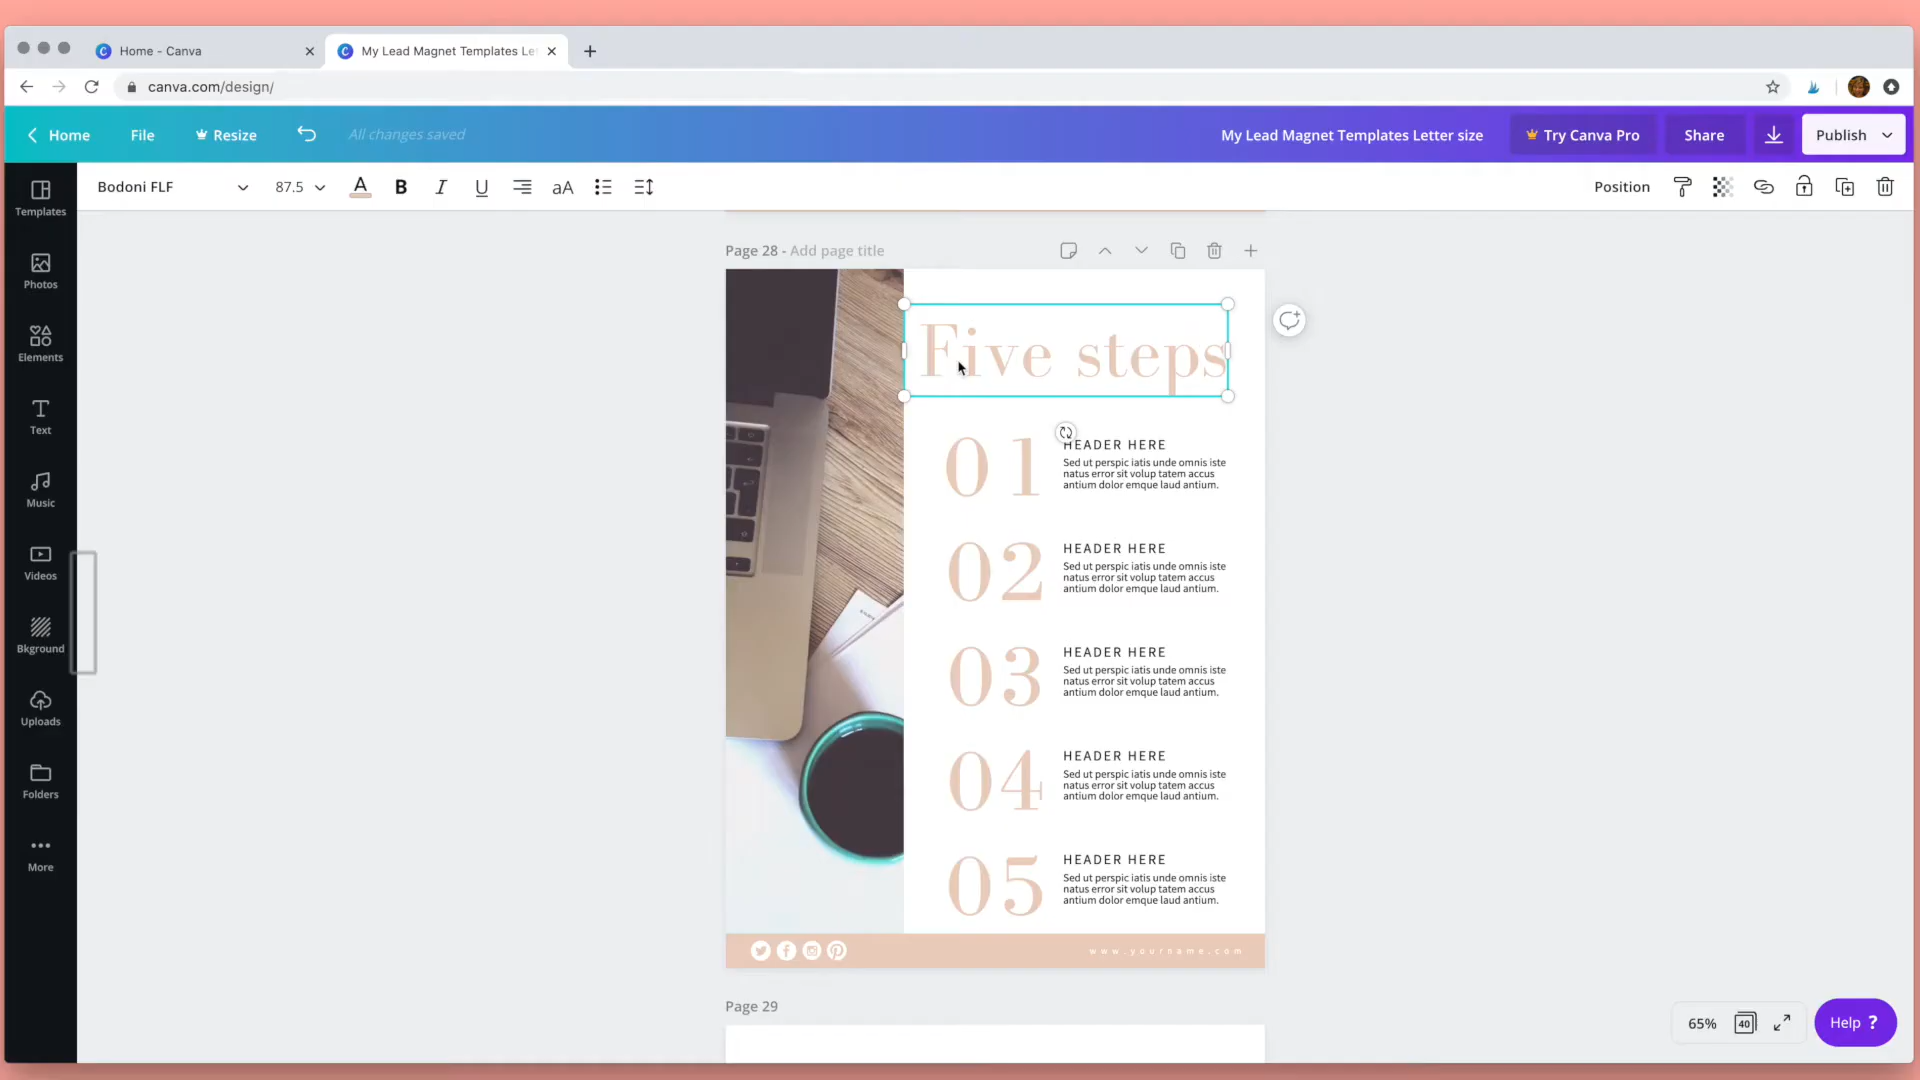 Home - Canva
My Lead Magnet Templates Le
canva.com/design/
Home
File
Resize
All changes saved
My Lead Magnet Templates Letter size
Try Canva Pro
Share
Publish
Bodoni FLF
87.5
A
B
I
U
aA
Position
Templates
Photos
Elements
Text
Music
Videos
Bkground
Uploads
Folders
More
Page 28 - Add page title
Five steps
01
HEADER HERE
Sed ut perspic iatis unde omnis iste
natus error sit volup tatem accus
antium dolor emque laud antium.
02
HEADER HERE
Sed ut perspic iatis unde omnis iste
natus error sit volup tatem accus
antium dolor emque laud antium.
03
HEADER HERE
Sed ut perspic iatis unde omnis iste
natus error sit volup tatem accus
antium dolor emque laud antium.
04
HEADER HERE
Sed ut perspic iatis unde omnis iste
natus error sit volup tatem accus
antium dolor emque laud antium.
05
HEADER HERE
Sed ut perspic iatis unde omnis iste
natus error sit volup tatem accus
antium dolor emque laud antium.
www.yourname.com
Page 29
65%
40
Help ?